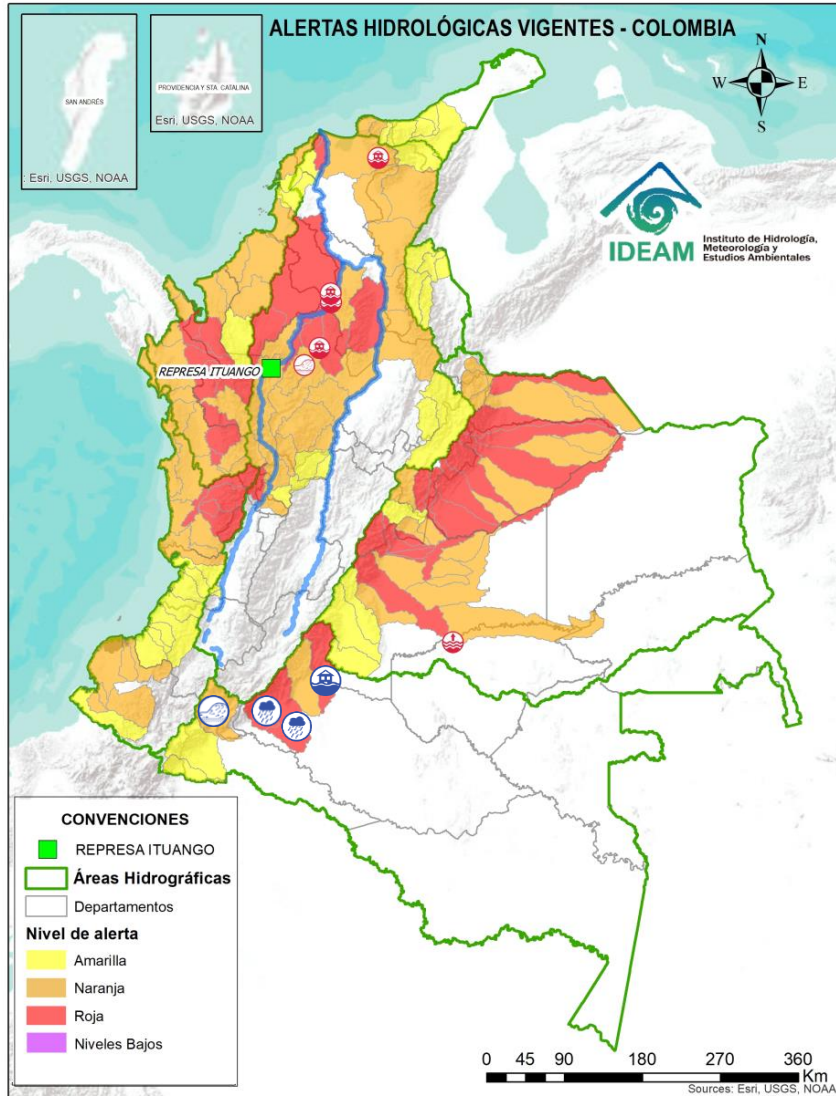 ALERTAS HIDROLÓGICAS VIGENTES - COLOMBIA
SAN ANDRÉS
: Esri, USGS, NOAA
PROVIDENCIA Y STA. CATALINA
Esri, USGS, NOAA
N
W
E
S
IDEAM
Instituto de Hidrología,
Meteorología y
Estudios Ambientales
REPRESA ITUANGO
CONVENCIONES
REPRESA ITUANGO
Áreas Hidrográficas
Departamentos
Nivel de alerta
Amarilla
Naranja
Roja
Niveles Bajos
0 45 90 180 270 360
Km
Sources: Esri, USGS, NOAA